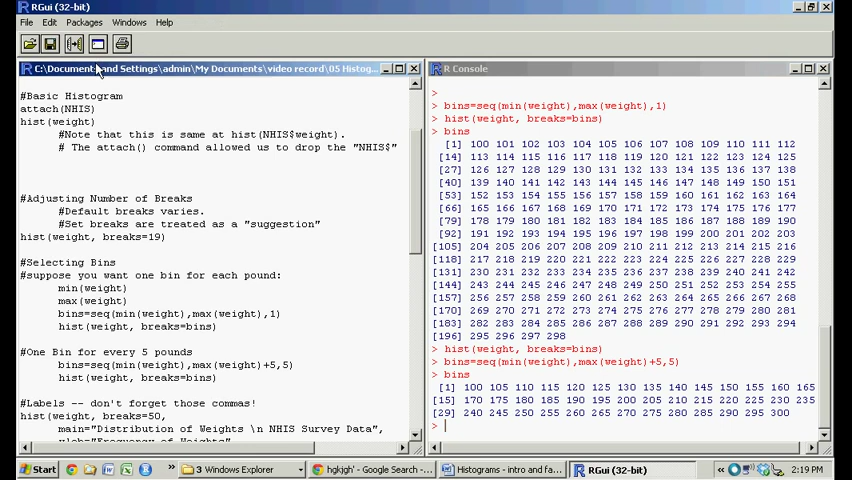 RGui (32-bit)
File Edit Packages Windows Help
C:\Documents and Settings\admin\My Documents\video record\05 Histog...
#Basic Histogram
attach(NHIS)
hist(weight)
#Note that this is same at hist(NHIS$weight).
# The attach() command allowed us to drop the "NHIS$"
#Adjusting Number of Breaks
#Default breaks varies.
#Set breaks are treated as a "suggestion"
hist(weight, breaks=19)
#Selecting Bins
#suppose you want one bin for each pound:
min(weight)
max(weight)
bins=seq(min(weight),max(weight),1)
hist(weight, breaks=bins)
#One Bin for every 5 pounds
bins=seq(min(weight),max(weight)+5,5)
hist(weight, breaks=bins)
#Labels -- don't forget those commas!
hist(weight, breaks=50,
main="Distribution of Weights \n NHIS Survey Data",
ylab="Frequency of Weights"
R Console
>
> bins=seq(min(weight),max(weight),1)
> hist(weight, breaks=bins)
> bins
[1] 100 101 102 103 104 105 106 107 108 109 110 111 112
[14] 113 114 115 116 117 118 119 120 121 122 123 124 125
[27] 126 127 128 129 130 131 132 133 134 135 136 137 138
[40] 139 140 141 142 143 144 145 146 147 148 149 150 151
[53] 152 153 154 155 156 157 158 159 160 161 162 163 164
[66] 165 166 167 168 169 170 171 172 173 174 175 176 177
[79] 178 179 180 181 182 183 184 185 186 187 188 189 190
[92] 191 192 193 194 195 196 197 198 199 200 201 202 203
[105] 204 205 206 207 208 209 210 211 212 213 214 215 216
[118] 217 218 219 220 221 222 223 224 225 226 227 228 229
[131] 230 231 232 233 234 235 236 237 238 239 240 241 242
[144] 243 244 245 246 247 248 249 250 251 252 253 254 255
[157] 256 257 258 259 260 261 262 263 264 265 266 267 268
[170] 269 270 271 272 273 274 275 276 277 278 279 280 281
[183] 282 283 284 285 286 287 288 289 290 291 292 293 294
[196] 295 296 297 298
> hist(weight, breaks=bins)
> bins=seq(min(weight),max(weight)+5,5)
> bins
[1] 100 105 110 115 120 125 130 135 140 145 150 155 160 165
[15] 170 175 180 185 190 195 200 205 210 215 220 225 230 235
[29] 240 245 250 255 260 265 270 275 280 285 290 295 300
>
Start 3 Windows Explorer hgkjgh' - Google Search -... Histograms - intro and fa... RGui (32-bit) 2:19 PM